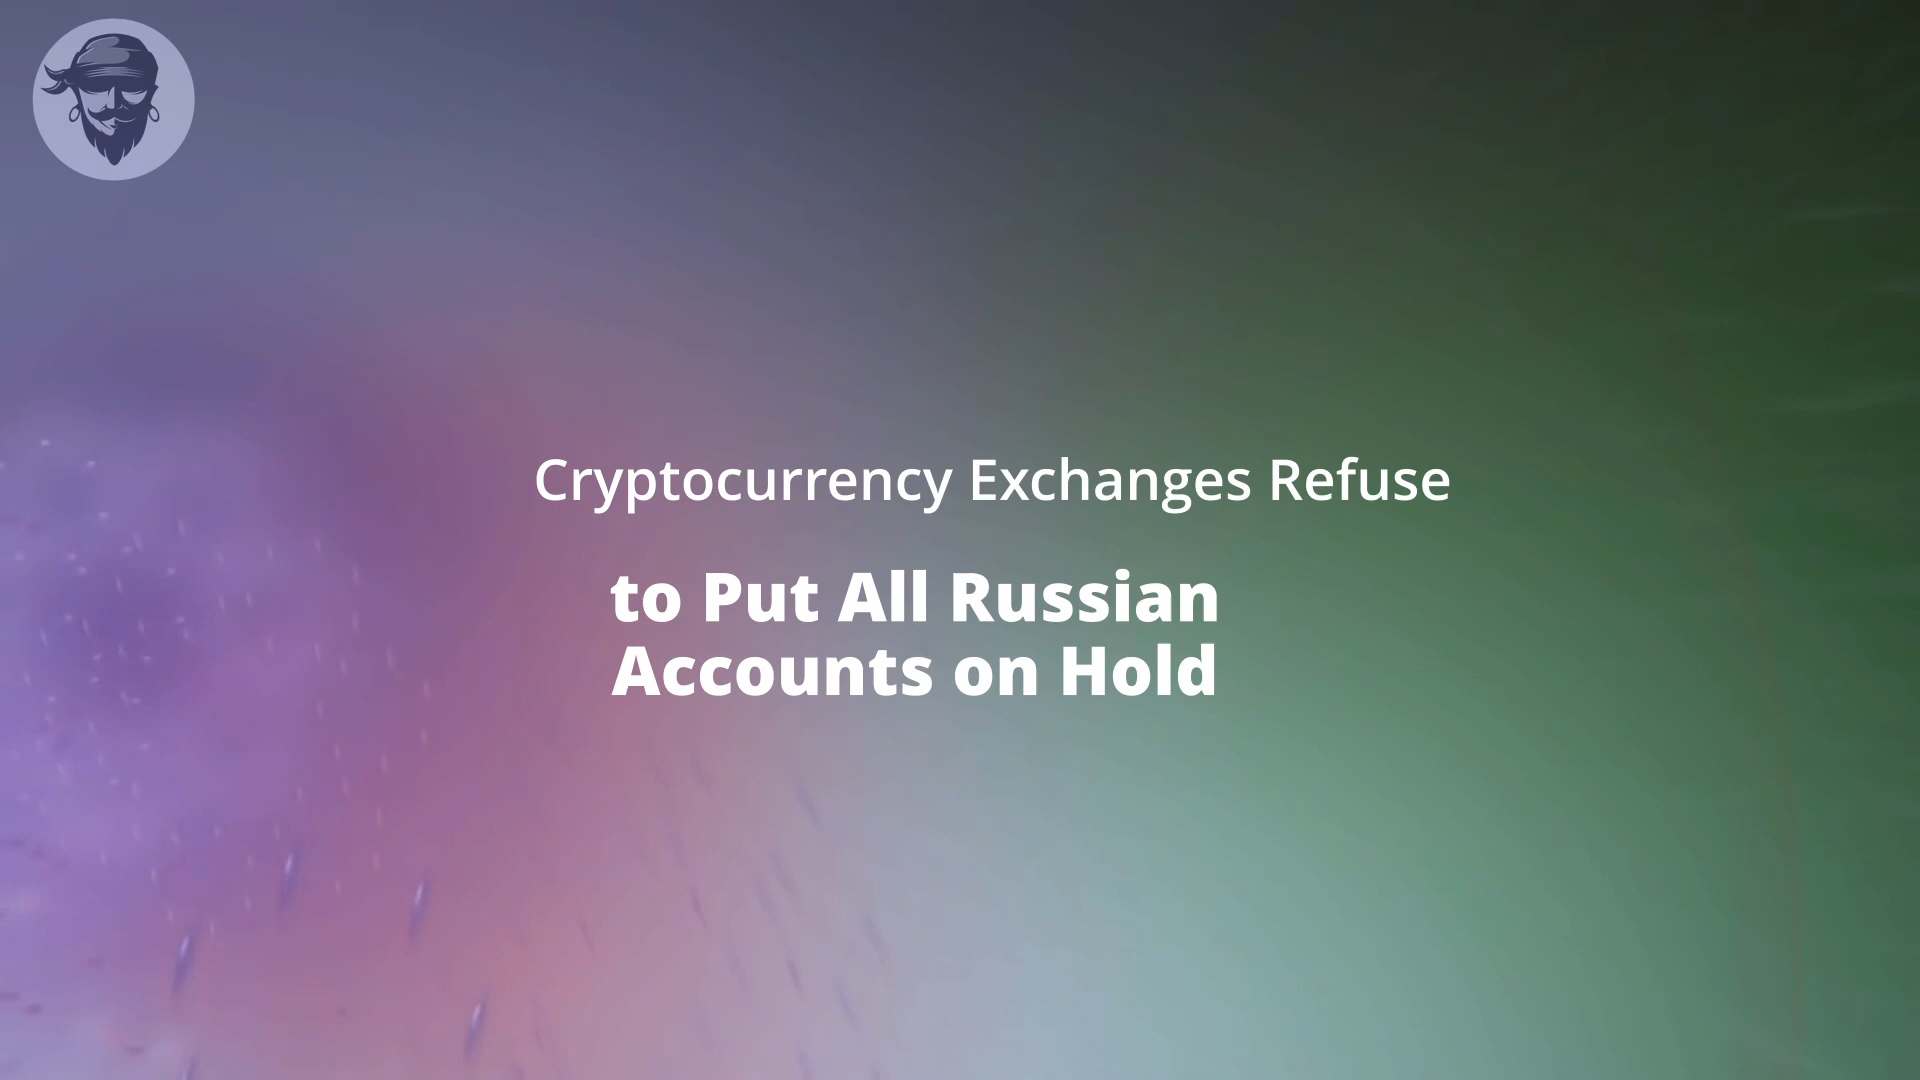 Cryptocurrency Exchanges Refuse
to Put All Russian
Accounts on Hold